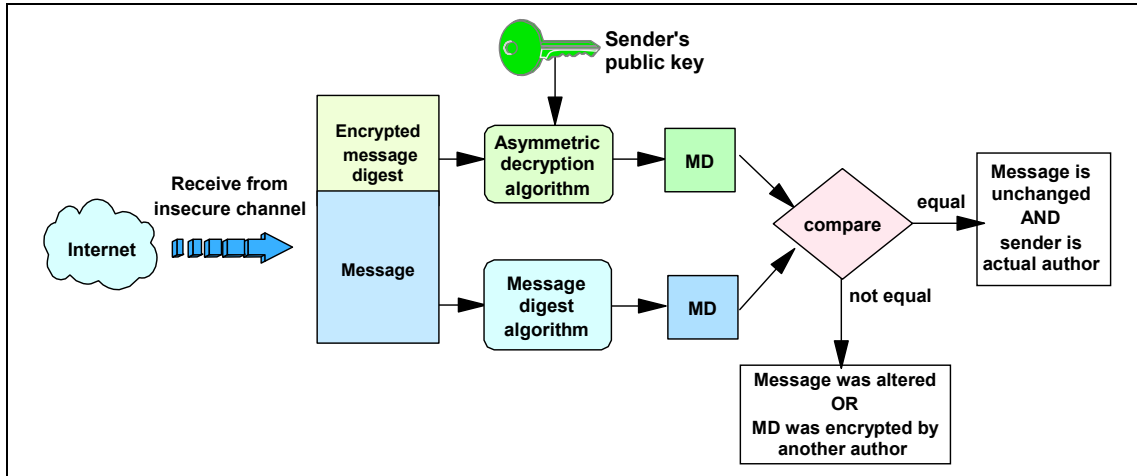 Sender's
public key
Encrypted
message
digest
Asymmetric
decryption
algorithm
MD
Receive from
insecure channel
Internet
Message
Message
digest
algorithm
MD
compare
equal
Message is
unchanged
AND
sender is
actual author
not equal
Message was altered
OR
MD was encrypted by
another author